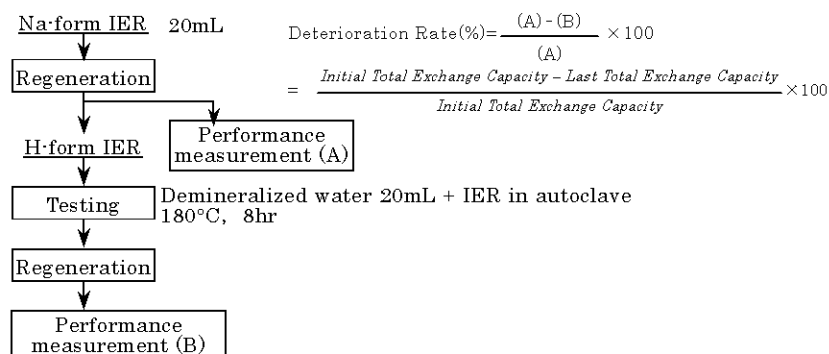 Na-form IER 20mL
Regeneration
Performance
measurement (A)
H-form IER
Testing
Demineralized water 20mL + IER in autoclave
180°C, 8hr
Regeneration
Performance
measurement (B)
Deterioration Rate(%)= (A)-(B) / (A) ×100
= Initial Total Exchange Capacity – Last Total Exchange Capacity / Initial Total Exchange Capacity ×100